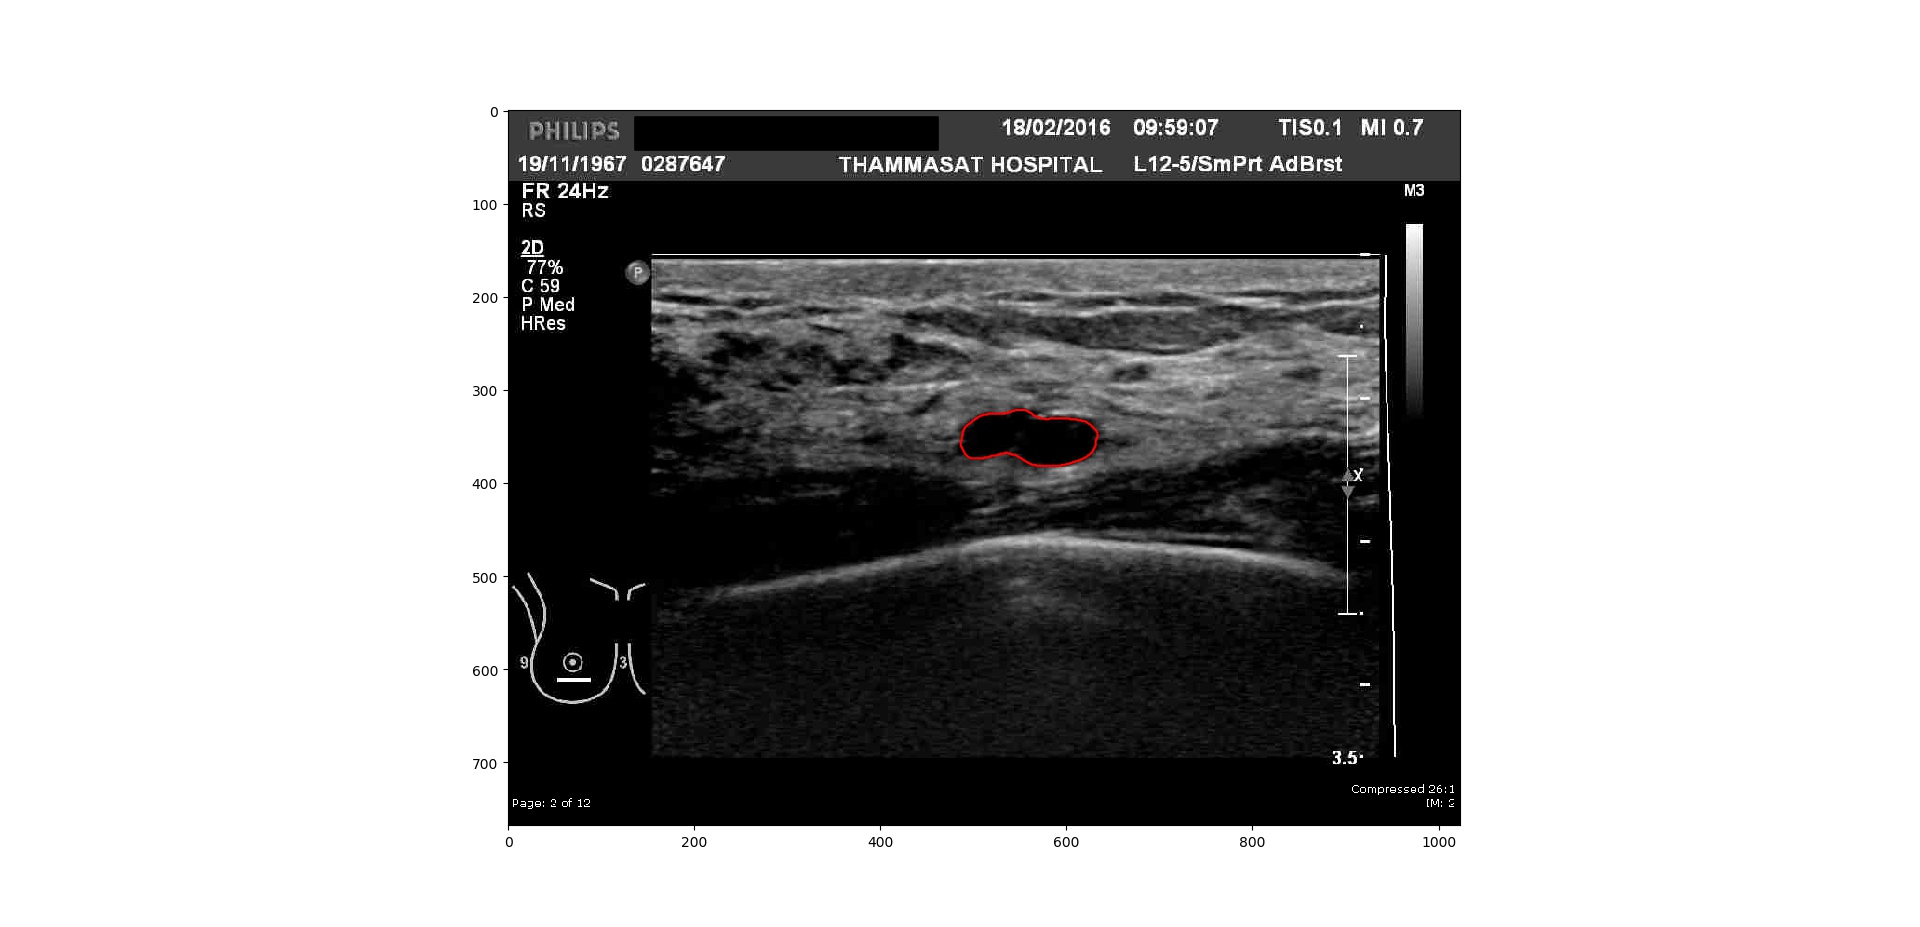 PHILIPS 18/02/2016 09:59:07 TIS0.1 MI 0.7
19/11/1967 0287647 THAMMASAT HOSPITAL L12-5/SmPrt AdBrst
FR 24Hz
RS
M3
2D
77%
C 59
P Med
HRes
P
X
9
3
3.5
Compressed 26:1
Page: 2 of 12
[M: 2
0
100
200
300
400
500
600
700
0 200 400 600 800 1000